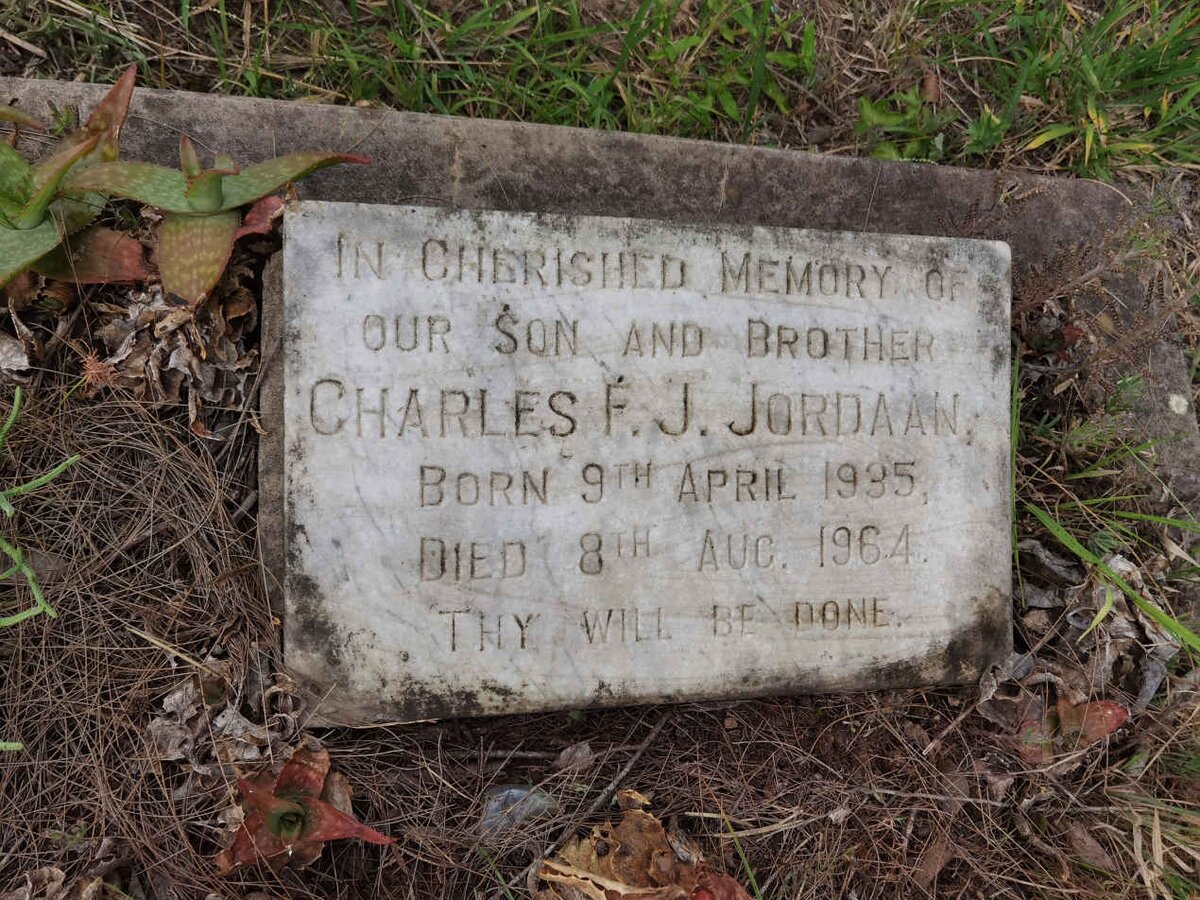 IN CHERISHED MEMORY OF
OUR SON AND BROTHER
CHARLES F. J. JORDAAN,
BORN 9TH APRIL 1935,
DIED 8TH AUG. 1964.
THY WILL BE DONE.